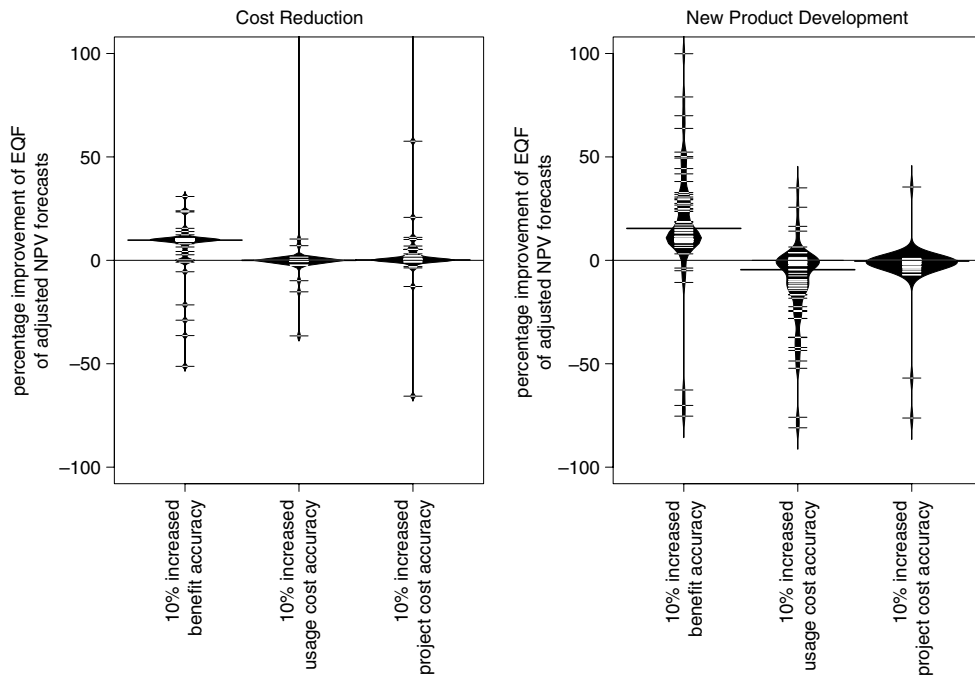 Cost Reduction
percentage improvement of EQF
of adjusted NPV forecasts
100
50
0
−50
−100
10% increased
benefit accuracy
10% increased
usage cost accuracy
10% increased
project cost accuracy
New Product Development
percentage improvement of EQF
of adjusted NPV forecasts
100
50
0
−50
−100
10% increased
benefit accuracy
10% increased
usage cost accuracy
10% increased
project cost accuracy